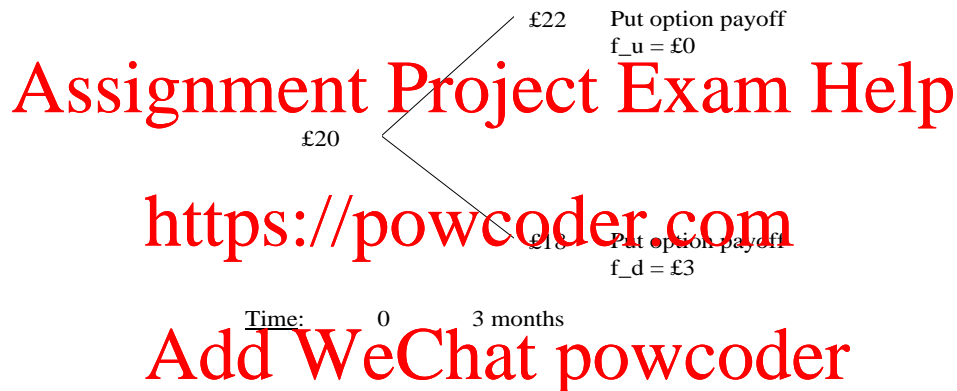 £22 Put option payoff
f_u = £0
Assignment Project Exam Help
£20
https://powcoder.com
£18 Put option payoff
f_d = £3
Time: 0 3 months
Add WeChat powcoder